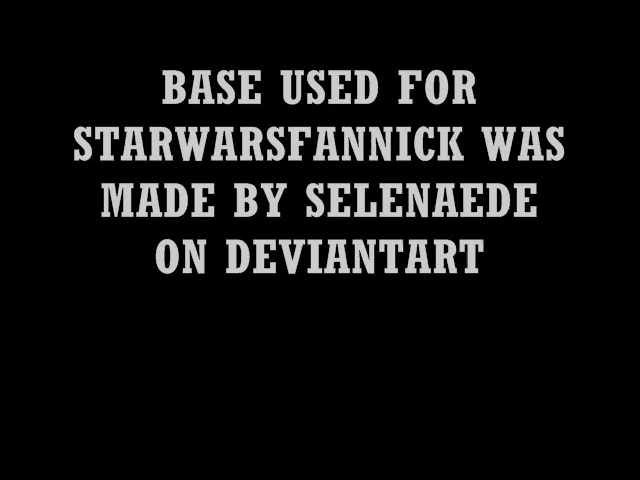 BASE USED FOR
STARWARSFANNICK WAS
MADE BY SELENAEDE
ON DEVIANTART